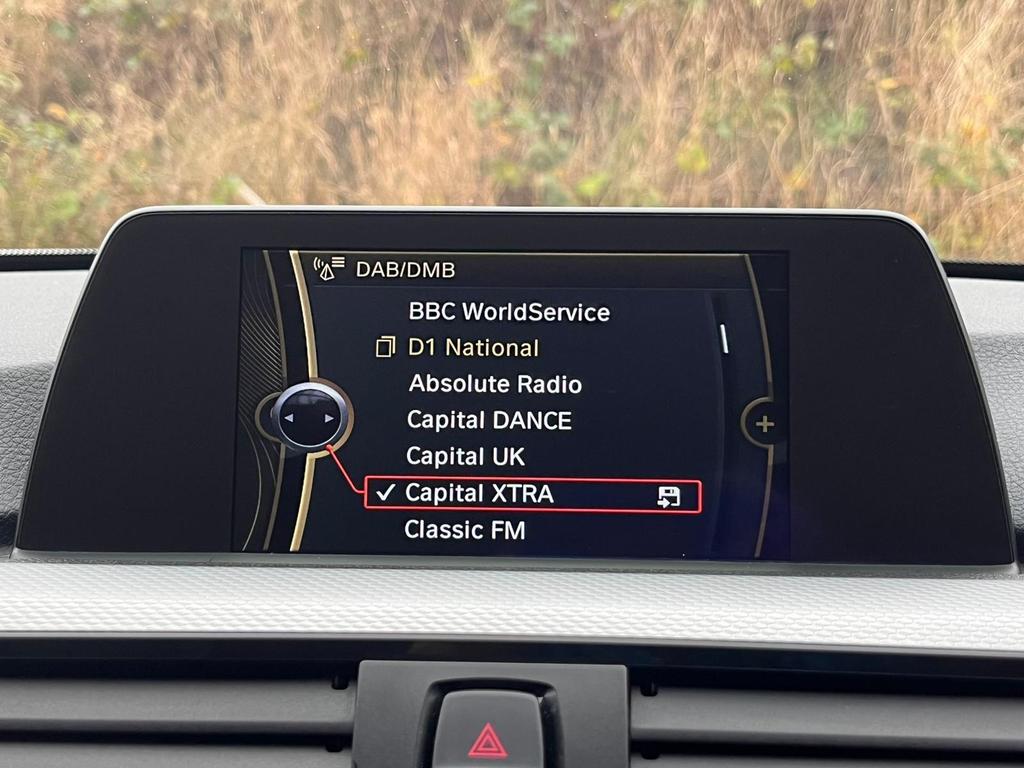 DAB/DMB
BBC WorldService
D1 National
Absolute Radio
Capital DANCE
Capital UK
Capital XTRA
Classic FM